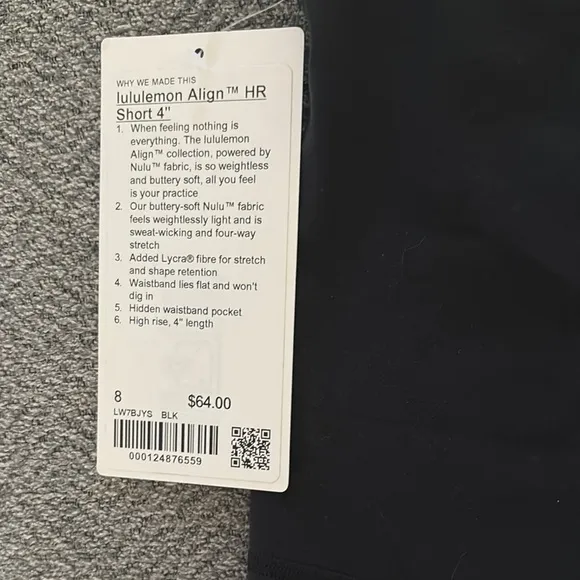 WHY WE MADE THIS
lululemon Align™ HR
Short 4"
1. When feeling nothing is
everything. The lululemon
Align™ collection, powered by
Nulu™ fabric, is so weightless
and buttery soft, all you feel
is your practice
2. Our buttery-soft Nulu™ fabric
feels weightlessly light and is
sweat-wicking and four-way
stretch
3. Added Lycra® fibre for stretch
and shape retention
4. Waistband lies flat and won't
dig in
5. Hidden waistband pocket
6. High rise, 4" length
8 $64.00
LW7BJYS BLK
000124876559